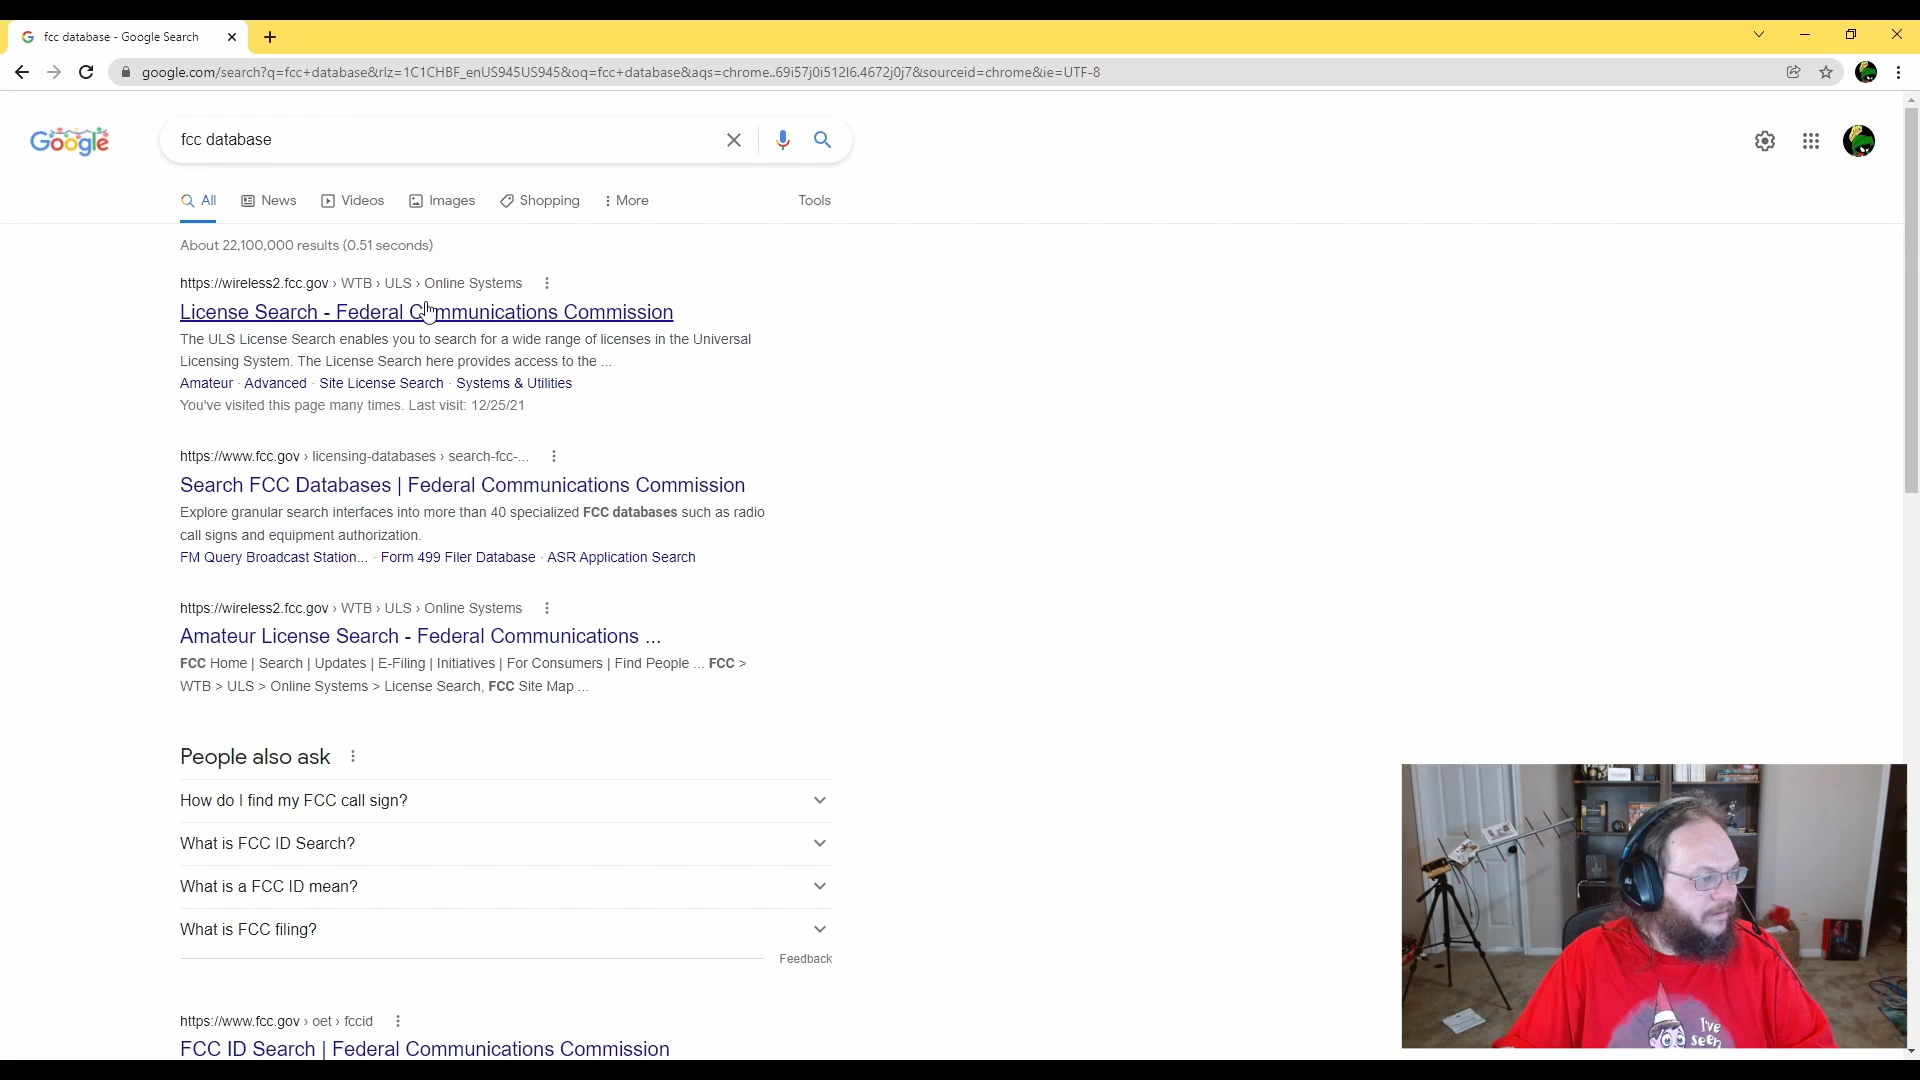 fcc database - Google Search
google.com/search?q=fcc+database&rlz=1C1CHBF_enUS945US945&oq=fcc+database&aqs=chrome..69i57j0i512l6.4672j0j7&sourceid=chrome&ie=UTF-8
Google
fcc database
All News Videos Images Shopping More Tools
About 22,100,000 results (0.51 seconds)
https://wireless2.fcc.gov › WTB › ULS › Online Systems
License Search - Federal Communications Commission
The ULS License Search enables you to search for a wide range of licenses in the Universal
Licensing System. The License Search here provides access to the ...
Amateur · Advanced · Site License Search · Systems & Utilities
You've visited this page many times. Last visit: 12/25/21
https://www.fcc.gov › licensing-databases › search-fcc-...
Search FCC Databases | Federal Communications Commission
Explore granular search interfaces into more than 40 specialized FCC databases such as radio
call signs and equipment authorization.
FM Query Broadcast Station... · Form 499 Filer Database · ASR Application Search
https://wireless2.fcc.gov › WTB › ULS › Online Systems
Amateur License Search - Federal Communications ...
FCC Home | Search | Updates | E-Filing | Initiatives | For Consumers | Find People ... FCC >
WTB > ULS > Online Systems > License Search, FCC Site Map ...
People also ask
How do I find my FCC call sign?
What is FCC ID Search?
What is a FCC ID mean?
What is FCC filing?
Feedback
https://www.fcc.gov › oet › fccid
FCC ID Search | Federal Communications Commission
I've
seen